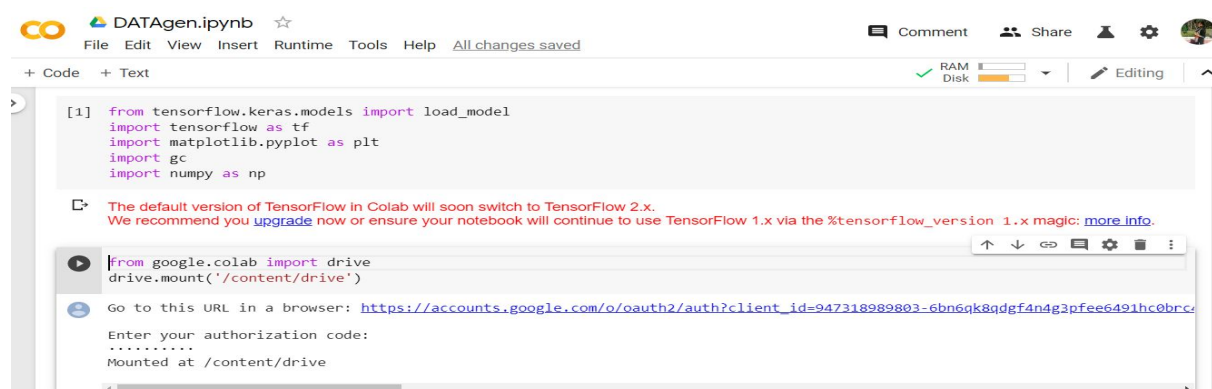 CO DATAgen.ipynb
File Edit View Insert Runtime Tools Help All changes saved
Comment Share
+ Code + Text
RAM
Disk
Editing
[1] from tensorflow.keras.models import load_model
import tensorflow as tf
import matplotlib.pyplot as plt
import gc
import numpy as np
The default version of TensorFlow in Colab will soon switch to TensorFlow 2.x.
We recommend you upgrade now or ensure your notebook will continue to use TensorFlow 1.x via the %tensorflow_version 1.x magic: more info.
from google.colab import drive
drive.mount('/content/drive')
Go to this URL in a browser: https://accounts.google.com/o/oauth2/auth?client_id=947318989803-6bn6qk8qdgf4n4g3pfee6491hc0brc4
Enter your authorization code:
··········
Mounted at /content/drive